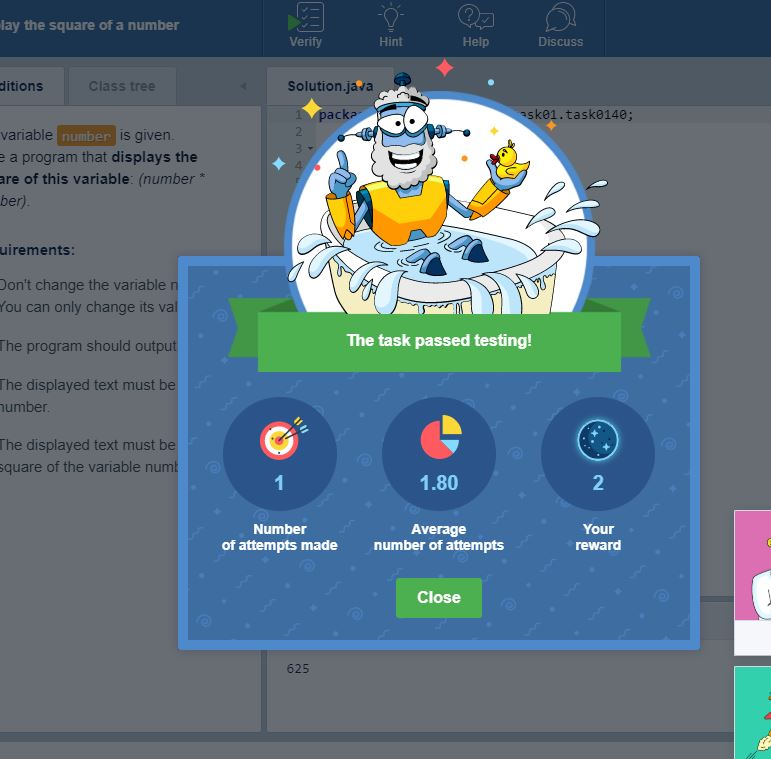 lay the square of a number
Verify
Hint
Help
Discuss
ditions
Class tree
Solution.java
variable number is given.
e a program that displays the
are of this variable: (number *
ber).
uirements:
Don't change the variable n
You can only change its val
The program should output
The displayed text must be
number.
The displayed text must be
square of the variable numb
1 packa ask01.task0140;
2
3
4
The task passed testing!
1
Number
of attempts made
1.80
Average
number of attempts
2
Your
reward
Close
625